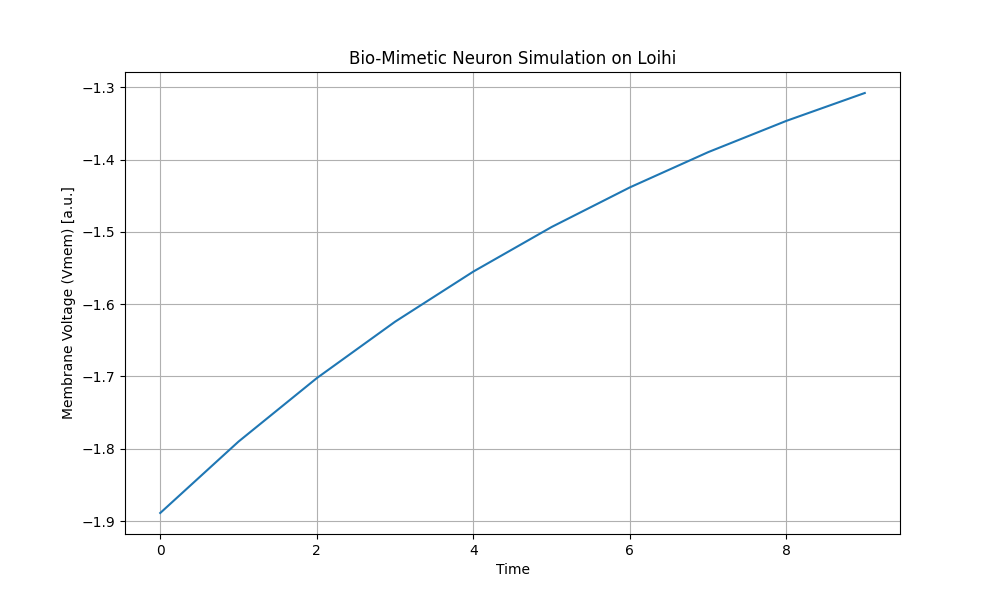 Bio-Mimetic Neuron Simulation on Loihi
Membrane Voltage (Vmem) [a.u.]
−1.3
−1.4
−1.5
−1.6
−1.7
−1.8
−1.9
0 2 4 6 8
Time